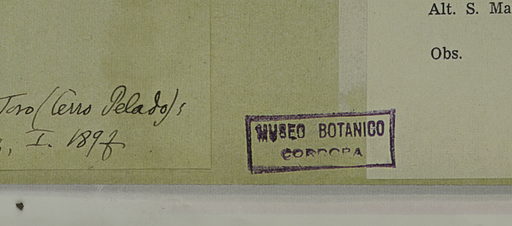 Alt. S. Ma
Obs.
Toro (Cerro Pelado);
I. 1897
MUSEO BOTANICO
CORDOBA